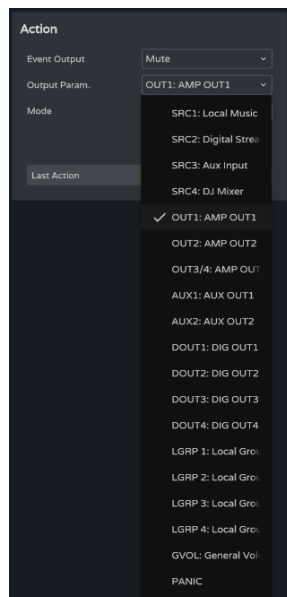 Action
Event Output
Mute
Output Param.
OUT1: AMP OUT1
Mode
SRC1: Local Music
SRC2: Digital Strea
SRC3: Aux Input
Last Action
SRC4: DJ Mixer
OUT1: AMP OUT1
OUT2: AMP OUT2
OUT3/4: AMP OUT
AUX1: AUX OUT1
AUX2: AUX OUT2
DOUT1: DIG OUT1
DOUT2: DIG OUT2
DOUT3: DIG OUT3
DOUT4: DIG OUT4
LGRP 1: Local Grou
LGRP 2: Local Grou
LGRP 3: Local Grou
LGRP 4: Local Grou
GVOL: General Vol
PANIC